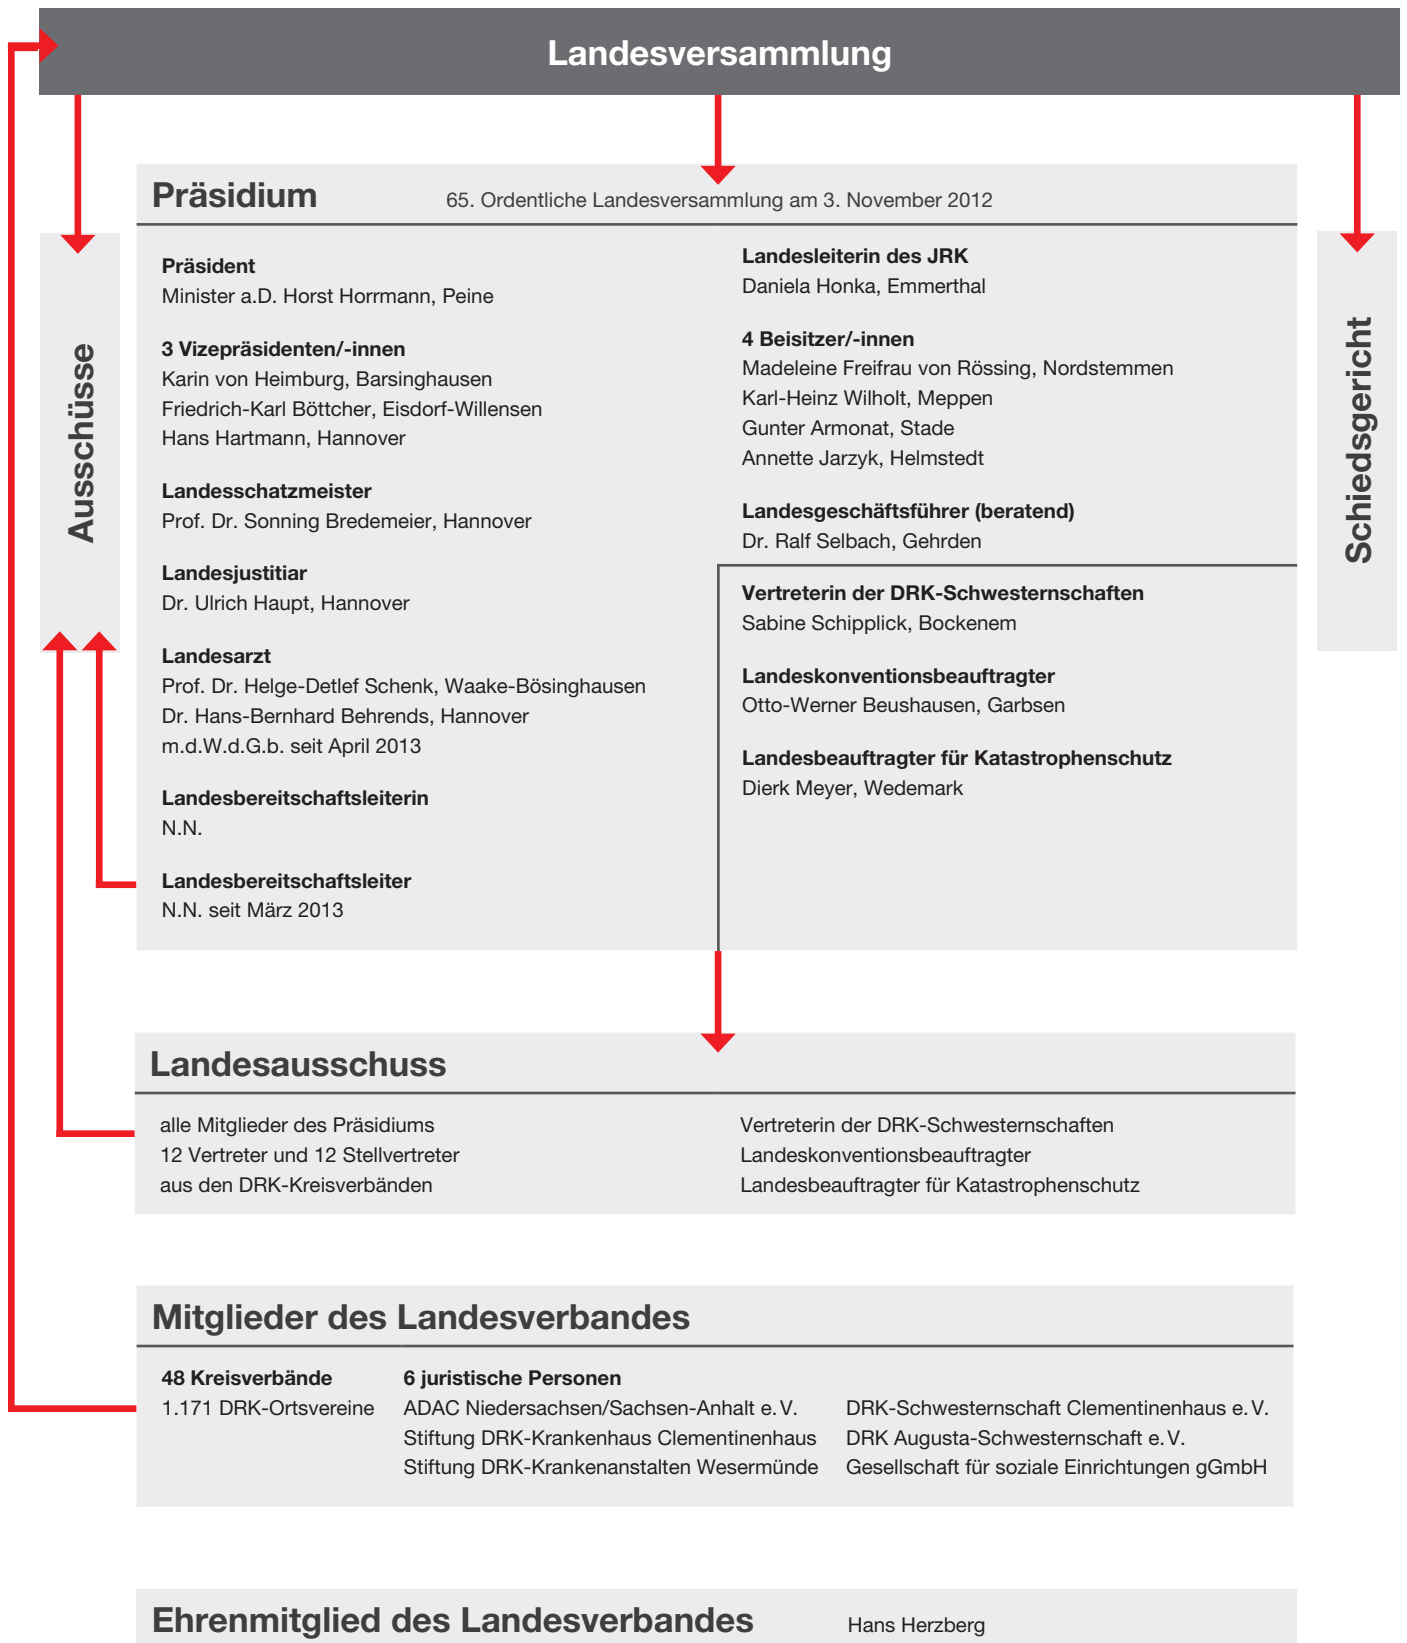 Landesversammlung
Präsidium
65. Ordentliche Landesversammlung am 3. November 2012
Ausschüsse
Präsident
Minister a.D. Horst Horrmann, Peine
3 Vizepräsidenten/-innen
Karin von Heimburg, Barsinghausen
Friedrich-Karl Böttcher, Eisdorf-Willensen
Hans Hartmann, Hannover
Landesschatzmeister
Prof. Dr. Sonning Bredemeier, Hannover
Landesjustitiar
Dr. Ulrich Haupt, Hannover
Landesarzt
Prof. Dr. Helge-Detlef Schenk, Waake-Bösinghausen
Dr. Hans-Bernhard Behrends, Hannover
m.d.W.d.G.b. seit April 2013
Landesbereitschaftsleiterin
N.N.
Landesbereitschaftsleiter
N.N. seit März 2013
Landesleiterin des JRK
Daniela Honka, Emmerthal
4 Beisitzer/-innen
Madeleine Freifrau von Rössing, Nordstemmen
Karl-Heinz Wilholt, Meppen
Gunter Armonat, Stade
Annette Jarzyk, Helmstedt
Landesgeschäftsführer (beratend)
Dr. Ralf Selbach, Gehrden
Vertreterin der DRK-Schwesternschaften
Sabine Schipplick, Bockenem
Landeskonventionsbeauftragter
Otto-Werner Beushausen, Garbsen
Landesbeauftragter für Katastrophenschutz
Dierk Meyer, Wedemark
Schiedsgericht
Landesausschuss
alle Mitglieder des Präsidiums
12 Vertreter und 12 Stellvertreter
aus den DRK-Kreisverbänden
Vertreterin der DRK-Schwesternschaften
Landeskonventionsbeauftragter
Landesbeauftragter für Katastrophenschutz
Mitglieder des Landesverbandes
48 Kreisverbände
1.171 DRK-Ortsvereine
6 juristische Personen
ADAC Niedersachsen/Sachsen-Anhalt e.V.
Stiftung DRK-Krankenhaus Clementinenhaus
Stiftung DRK-Krankenanstalten Wesermünde
DRK-Schwesternschaft Clementinenhaus e.V.
DRK Augusta-Schwesternschaft e.V.
Gesellschaft für soziale Einrichtungen gGmbH
Ehrenmitglied des Landesverbandes
Hans Herzberg